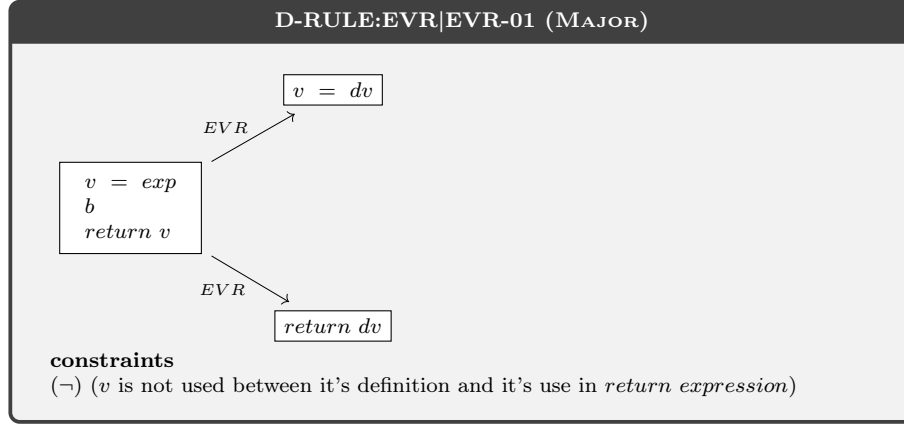 D-RULE:EVR|EVR-01 (MAJOR)
v = dv
EVR
v = exp
b
return v
EVR
return dv
constraints
(¬) (v is not used between it's definition and it's use in return expression)